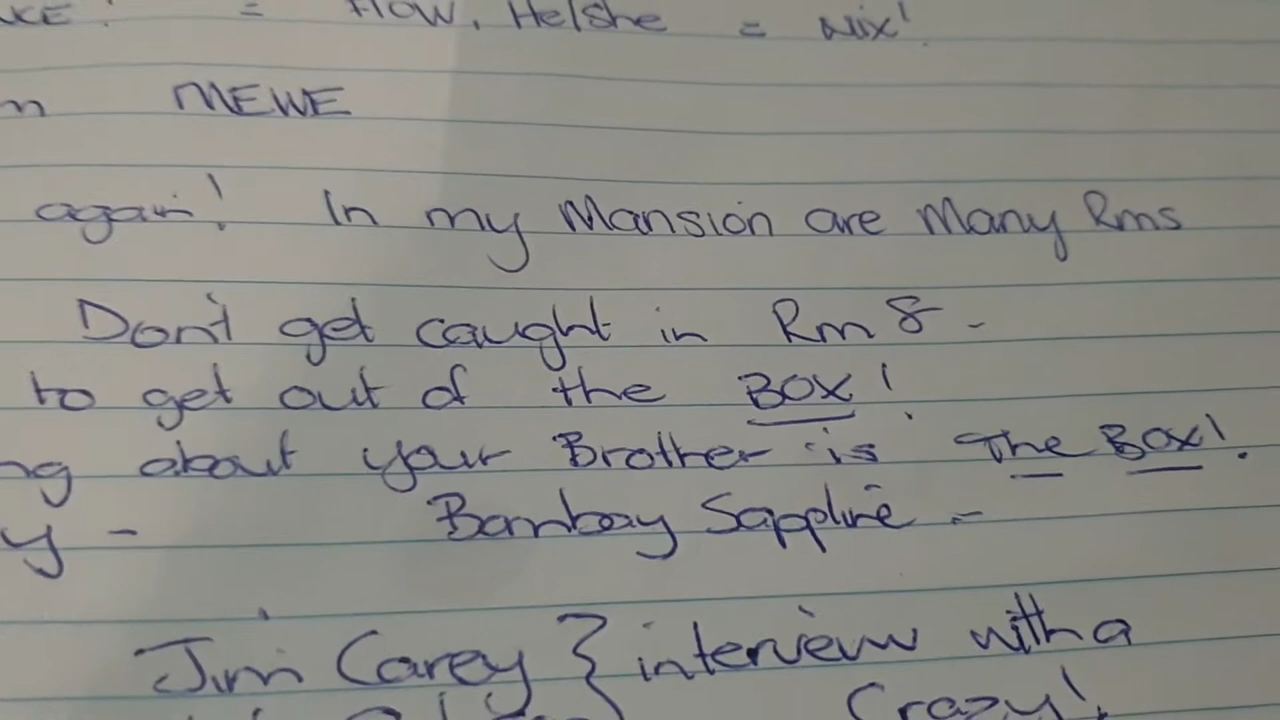 = Flow, He/She = Nix!
MEWE
again! In my Mansion are Many Rms
Don't get caught in Rm 8-
to get out of the BOX!
about your Brother is The BOX!
y - Bombay Sapphire -
Jim Carey } interview with a
Crazy!